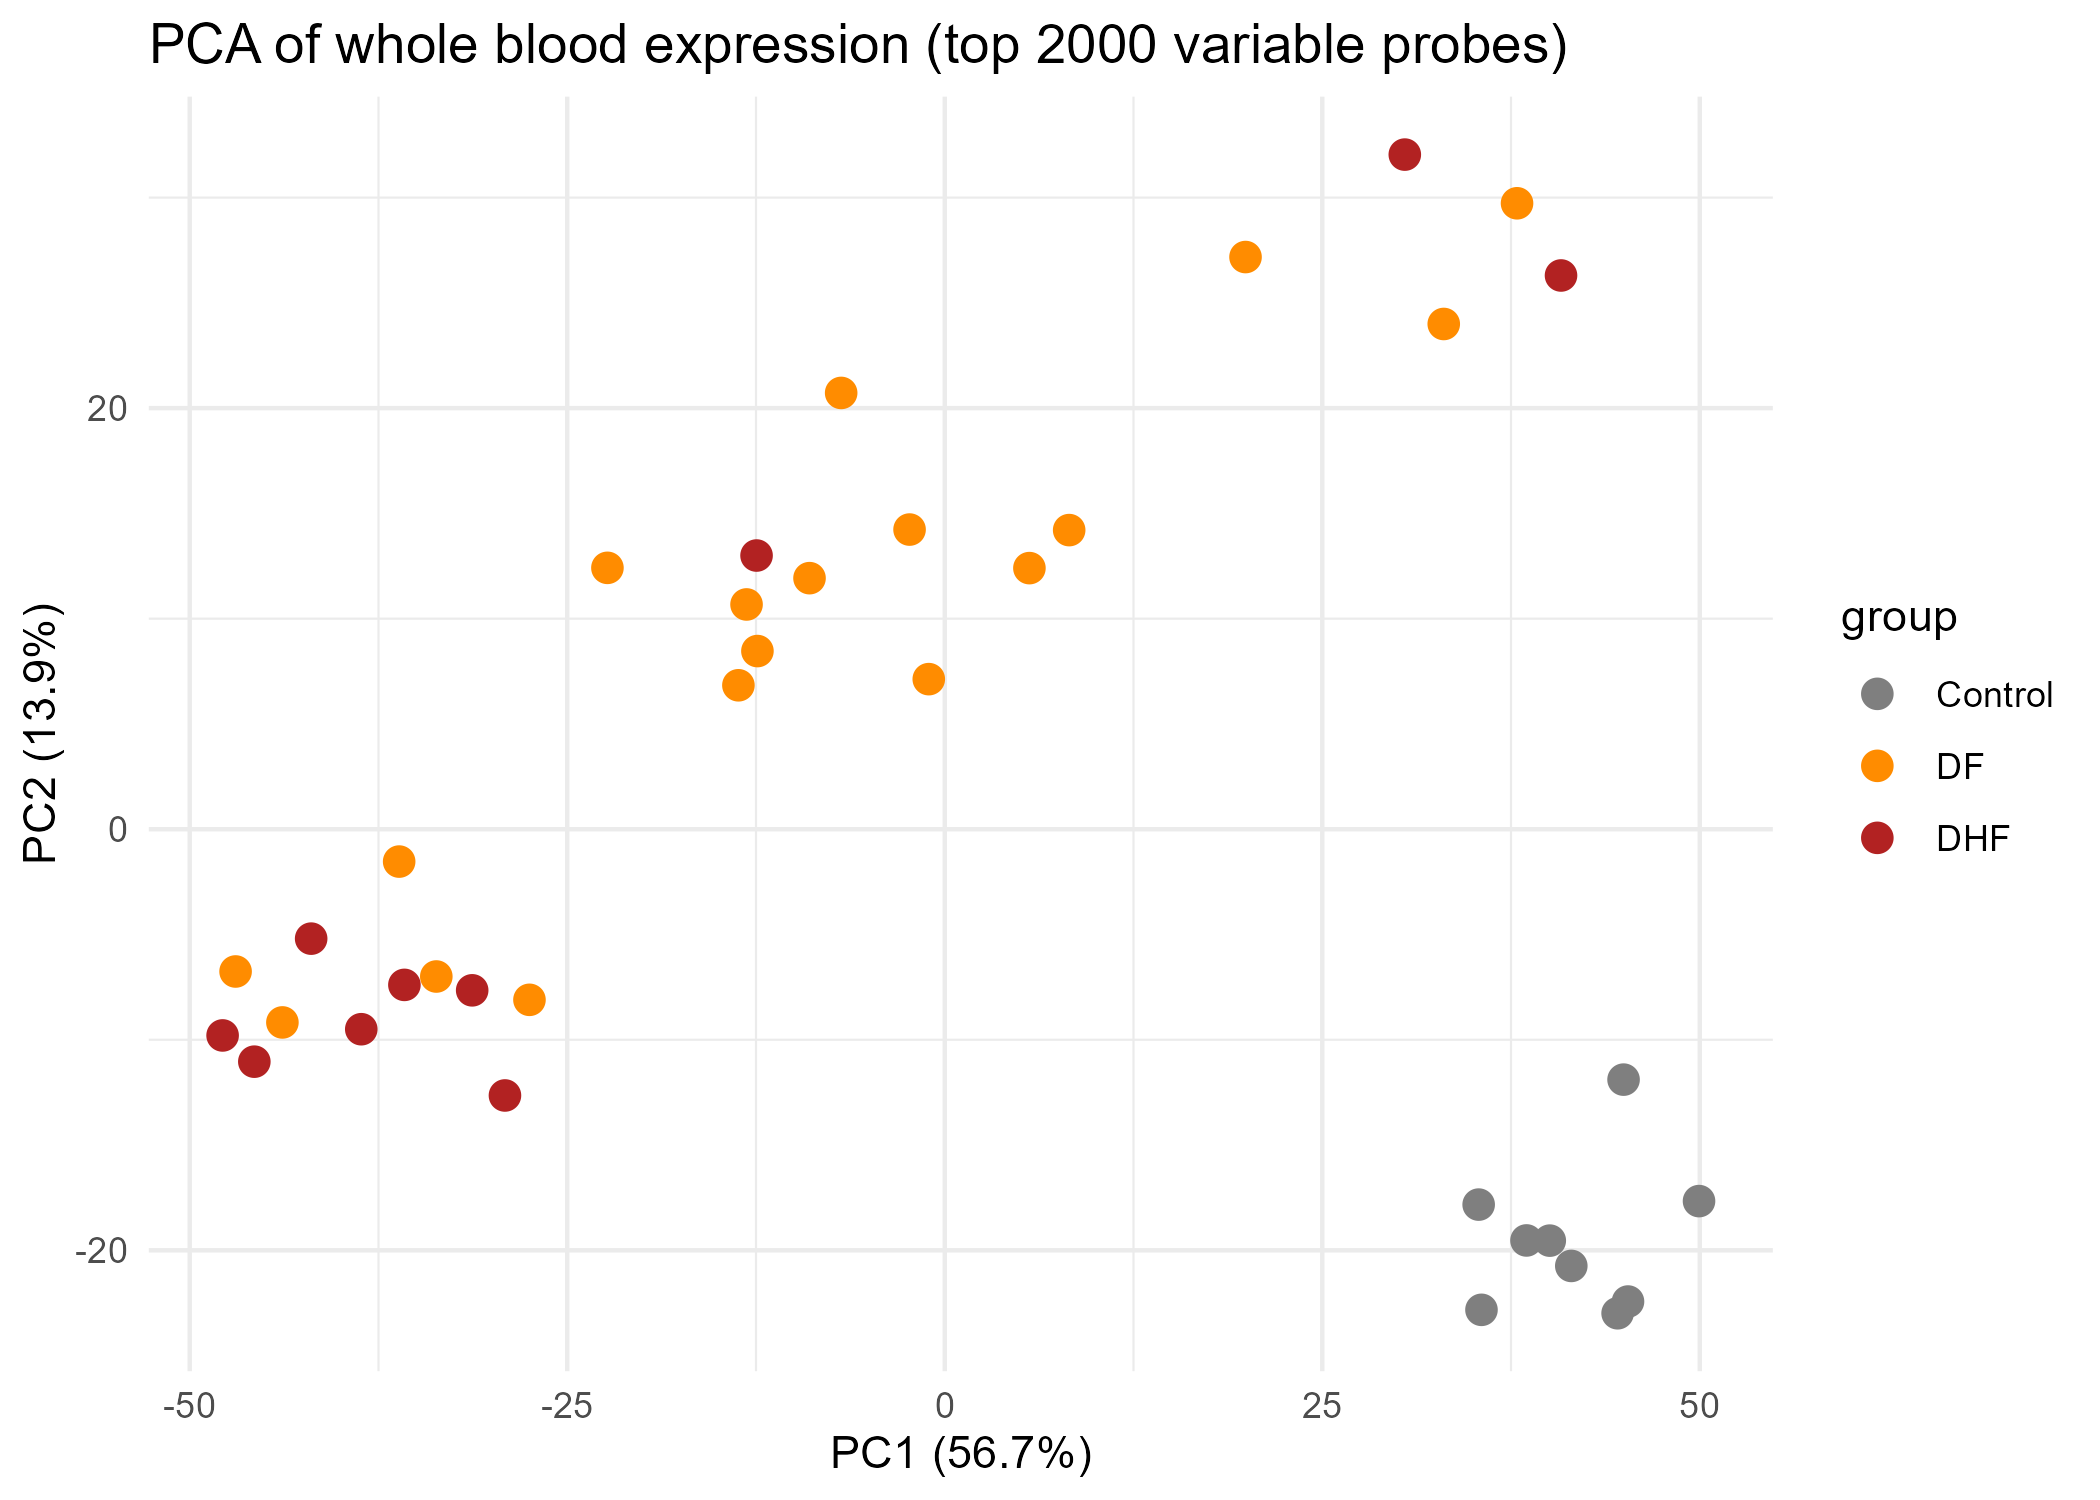 PCA of whole blood expression (top 2000 variable probes)
PC2 (13.9%)
20
0
-20
-50
-25
0
25
50
PC1 (56.7%)
group
Control
DF
DHF